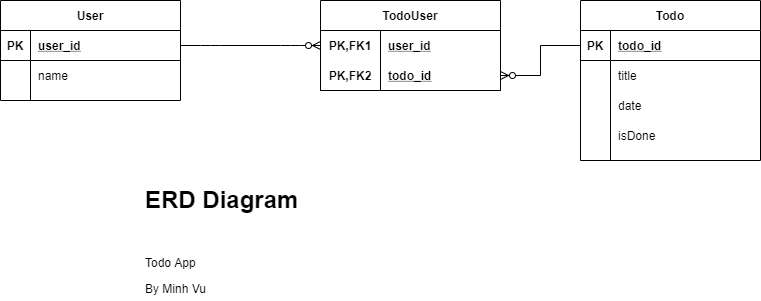 User
PK user_id
name
TodoUser
PK,FK1 user_id
PK,FK2 todo_id
Todo
PK todo_id
title
date
isDone
ERD Diagram
Todo App
By Minh Vu